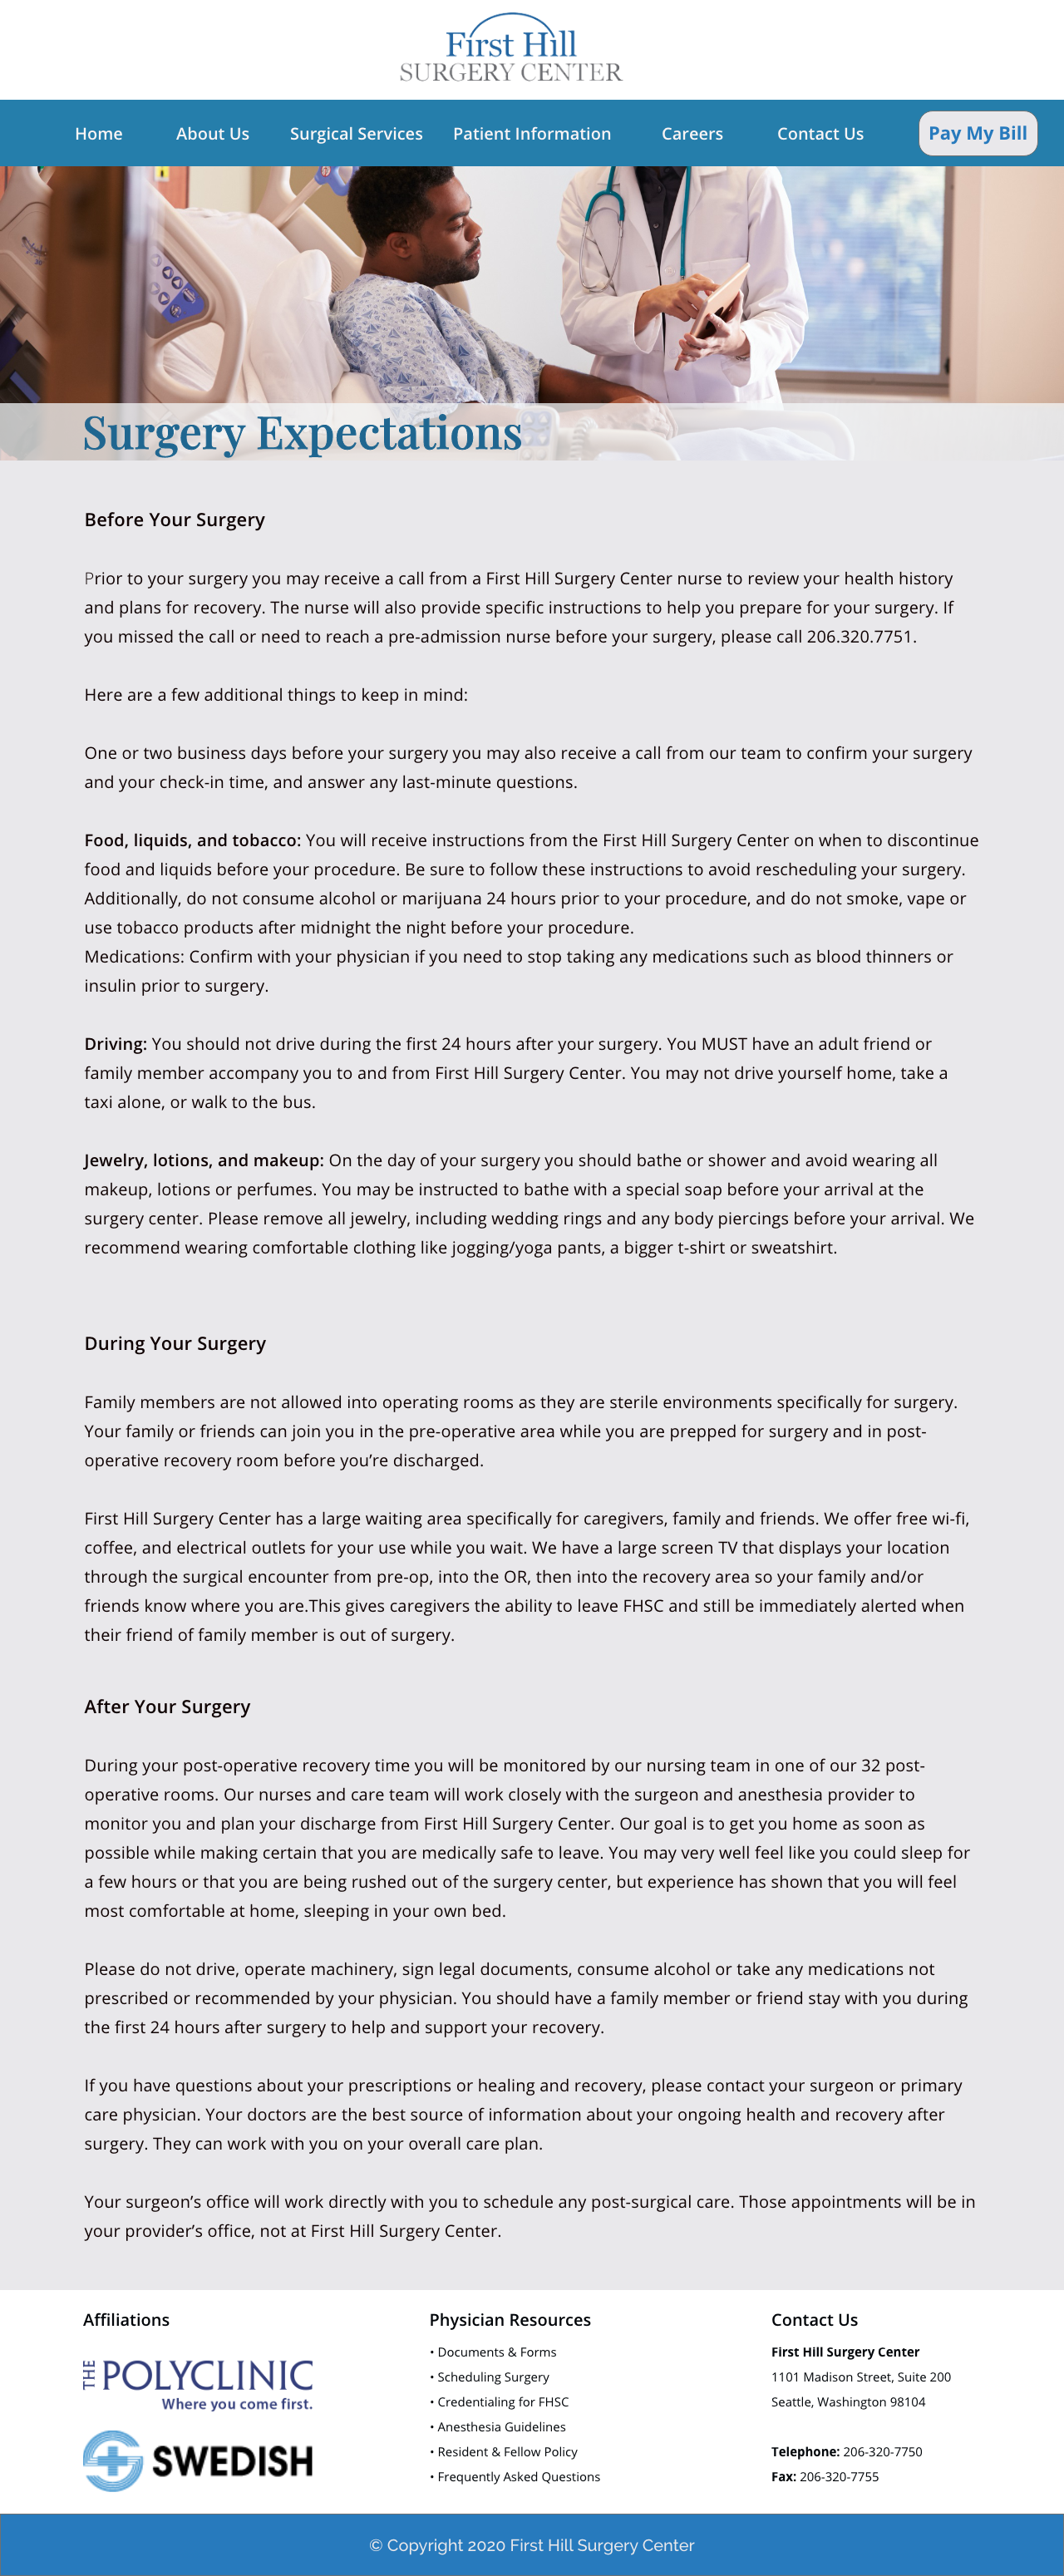 First Hill
SURGERY CENTER
Home About Us Surgical Services Patient Information Careers Contact Us Pay My Bill
Surgery Expectations
Before Your Surgery
Prior to your surgery you may receive a call from a First Hill Surgery Center nurse to review your health history
and plans for recovery. The nurse will also provide specific instructions to help you prepare for your surgery. If
you missed the call or need to reach a pre-admission nurse before your surgery, please call 206.320.7751.
Here are a few additional things to keep in mind:
One or two business days before your surgery you may also receive a call from our team to confirm your surgery
and your check-in time, and answer any last-minute questions.
Food, liquids, and tobacco: You will receive instructions from the First Hill Surgery Center on when to discontinue
food and liquids before your procedure. Be sure to follow these instructions to avoid rescheduling your surgery.
Additionally, do not consume alcohol or marijuana 24 hours prior to your procedure, and do not smoke, vape or
use tobacco products after midnight the night before your procedure.
Medications: Confirm with your physician if you need to stop taking any medications such as blood thinners or
insulin prior to surgery.
Driving: You should not drive during the first 24 hours after your surgery. You MUST have an adult friend or
family member accompany you to and from First Hill Surgery Center. You may not drive yourself home, take a
taxi alone, or walk to the bus.
Jewelry, lotions, and makeup: On the day of your surgery you should bathe or shower and avoid wearing all
makeup, lotions or perfumes. You may be instructed to bathe with a special soap before your arrival at the
surgery center. Please remove all jewelry, including wedding rings and any body piercings before your arrival. We
recommend wearing comfortable clothing like jogging/yoga pants, a bigger t-shirt or sweatshirt.
During Your Surgery
Family members are not allowed into operating rooms as they are sterile environments specifically for surgery.
Your family or friends can join you in the pre-operative area while you are prepped for surgery and in post-
operative recovery room before you’re discharged.
First Hill Surgery Center has a large waiting area specifically for caregivers, family and friends. We offer free wi-fi,
coffee, and electrical outlets for your use while you wait. We have a large screen TV that displays your location
through the surgical encounter from pre-op, into the OR, then into the recovery area so your family and/or
friends know where you are.This gives caregivers the ability to leave FHSC and still be immediately alerted when
their friend of family member is out of surgery.
After Your Surgery
During your post-operative recovery time you will be monitored by our nursing team in one of our 32 post-
operative rooms. Our nurses and care team will work closely with the surgeon and anesthesia provider to
monitor you and plan your discharge from First Hill Surgery Center. Our goal is to get you home as soon as
possible while making certain that you are medically safe to leave. You may very well feel like you could sleep for
a few hours or that you are being rushed out of the surgery center, but experience has shown that you will feel
most comfortable at home, sleeping in your own bed.
Please do not drive, operate machinery, sign legal documents, consume alcohol or take any medications not
prescribed or recommended by your physician. You should have a family member or friend stay with you during
the first 24 hours after surgery to help and support your recovery.
If you have questions about your prescriptions or healing and recovery, please contact your surgeon or primary
care physician. Your doctors are the best source of information about your ongoing health and recovery after
surgery. They can work with you on your overall care plan.
Your surgeon’s office will work directly with you to schedule any post-surgical care. Those appointments will be in
your provider’s office, not at First Hill Surgery Center.
Affiliations
THE POLYCLINIC
Where you come first.
SWEDISH
Physician Resources
• Documents & Forms
• Scheduling Surgery
• Credentialing for FHSC
• Anesthesia Guidelines
• Resident & Fellow Policy
• Frequently Asked Questions
Contact Us
First Hill Surgery Center
1101 Madison Street, Suite 200
Seattle, Washington 98104
Telephone: 206-320-7750
Fax: 206-320-7755
© Copyright 2020 First Hill Surgery Center